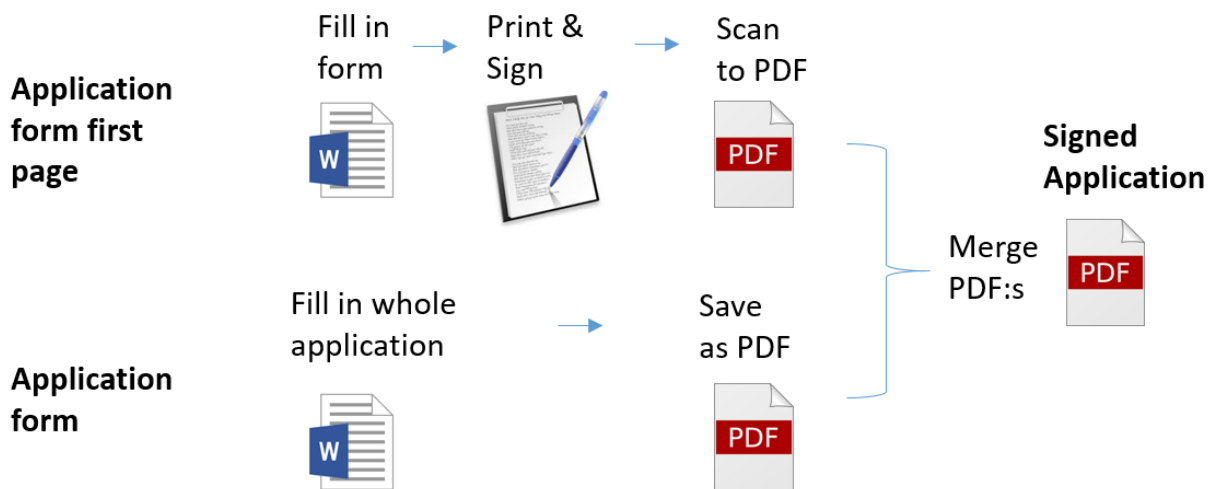 Application
form first
page
Fill in
form
W
Print &
Sign
Scan
to PDF
PDF
Application
form
Fill in whole
application
W
Save
as PDF
PDF
Merge
PDF:s
Signed
Application
PDF